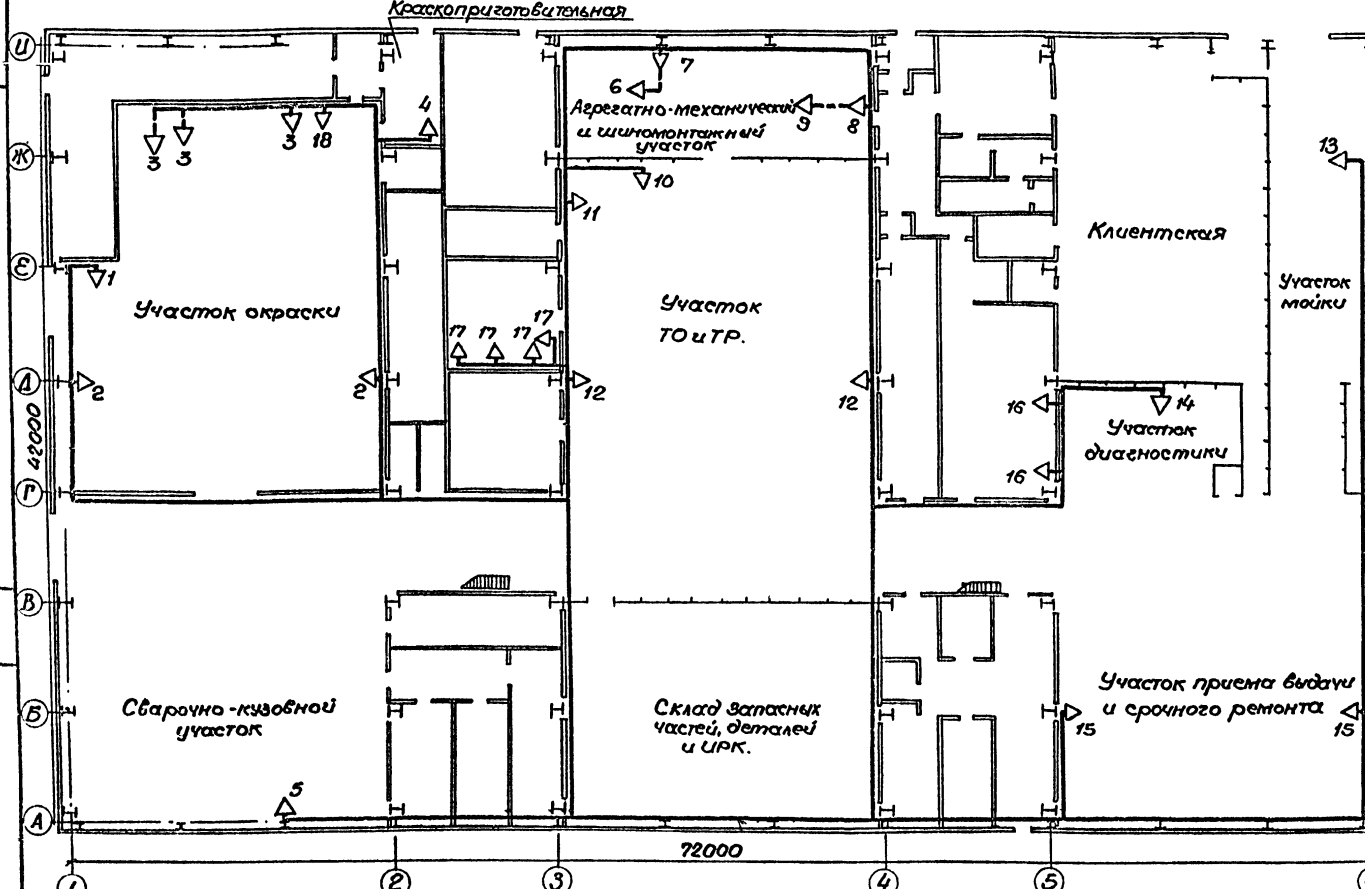 Краскоприготовительная
И
7
6
4
Агрегатно-механический
и шиномонтажный
участок
9
8
3
3
3
18
13
Ж
10
11
Клиентская
Е
1
Участок
мойки
Участок окраски
Участок
ТО и ТР.
17
17
17
17
Д
2
2
12
12
16
14
Участок
диагностики
42000
16
Г
В
Участок приема выдачи
и срочного ремонта
Сварочно-кузовной
участок
Склад запасных
частей, деталей
и ИРК.
Б
15
15
5
А
72000
1
2
3
4
5